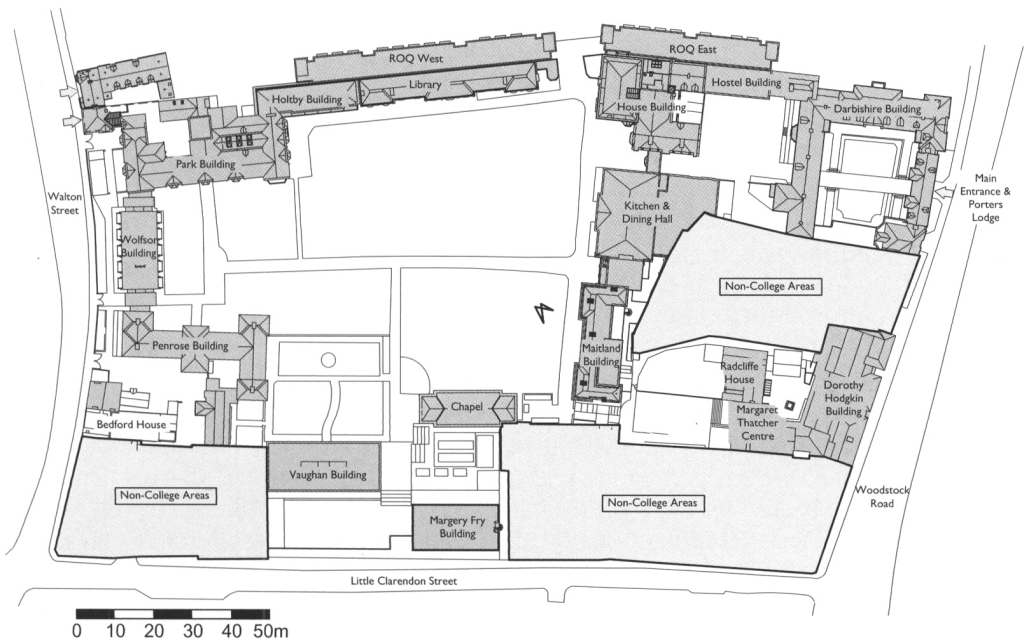 ROQ West
ROQ East
Library
Hostel Building
Holtby Building
House Building
Darbishire Building
Park Building
Main
Entrance &
Porters
Lodge
Walton
Street
Kitchen &
Dining Hall
Wolfson
Building
Non-College Areas
N
Penrose Building
Maitland
Building
Radcliffe
House
Dorothy
Hodgkin
Building
Chapel
Margaret
Thatcher
Centre
Bedford House
Vaughan Building
Non-College Areas
Non-College Areas
Woodstock
Road
Margery Fry
Building
Little Clarendon Street
0 10 20 30 40 50m